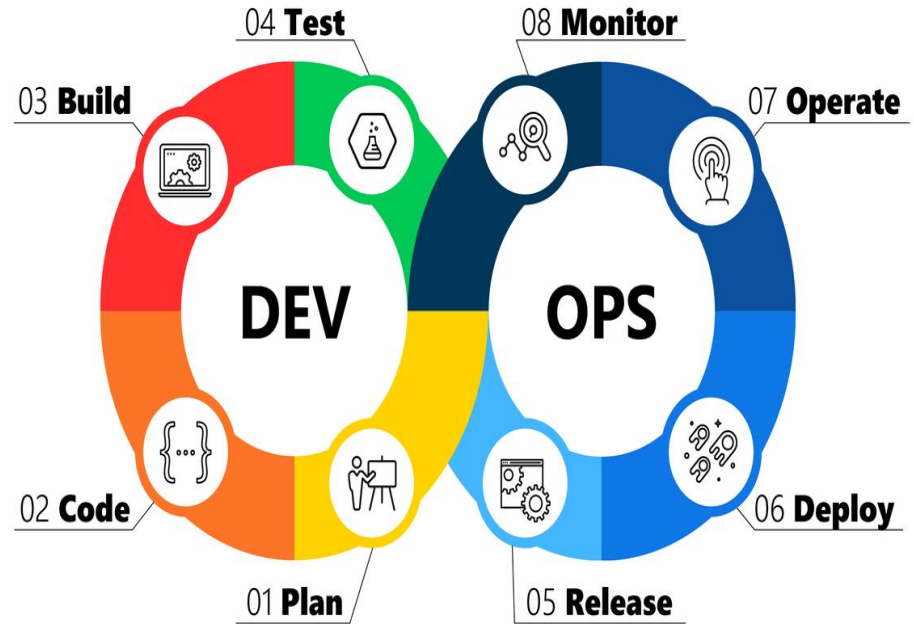 04 Test
08 Monitor
03 Build
07 Operate
DEV
OPS
{...}
02 Code
06 Deploy
01 Plan
05 Release